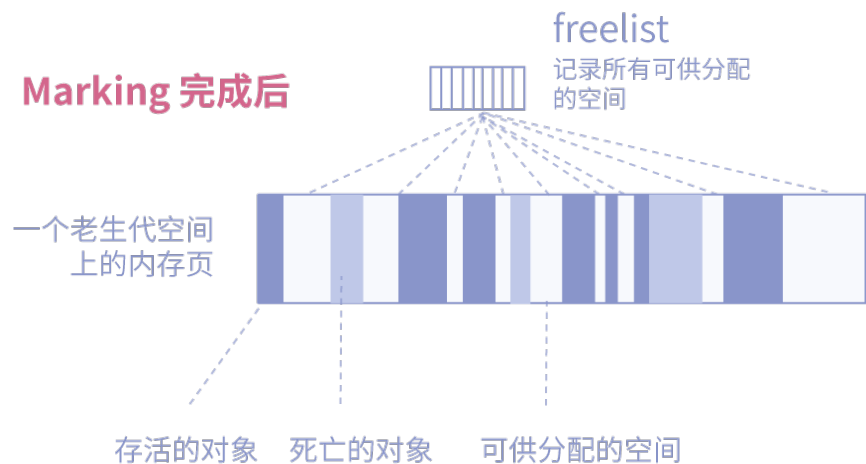 freelist
Marking 完成后
记录所有可供分配
的空间
一个老生代空间
上的内存页
存活的对象
死亡的对象
可供分配的空间